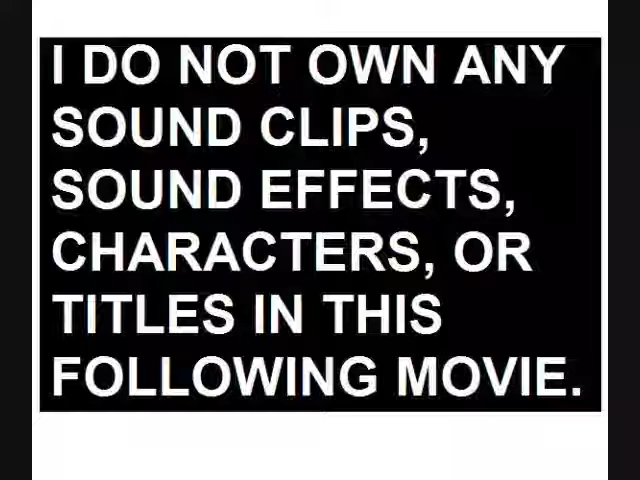 I DO NOT OWN ANY
SOUND CLIPS,
SOUND EFFECTS,
CHARACTERS, OR
TITLES IN THIS
FOLLOWING MOVIE.